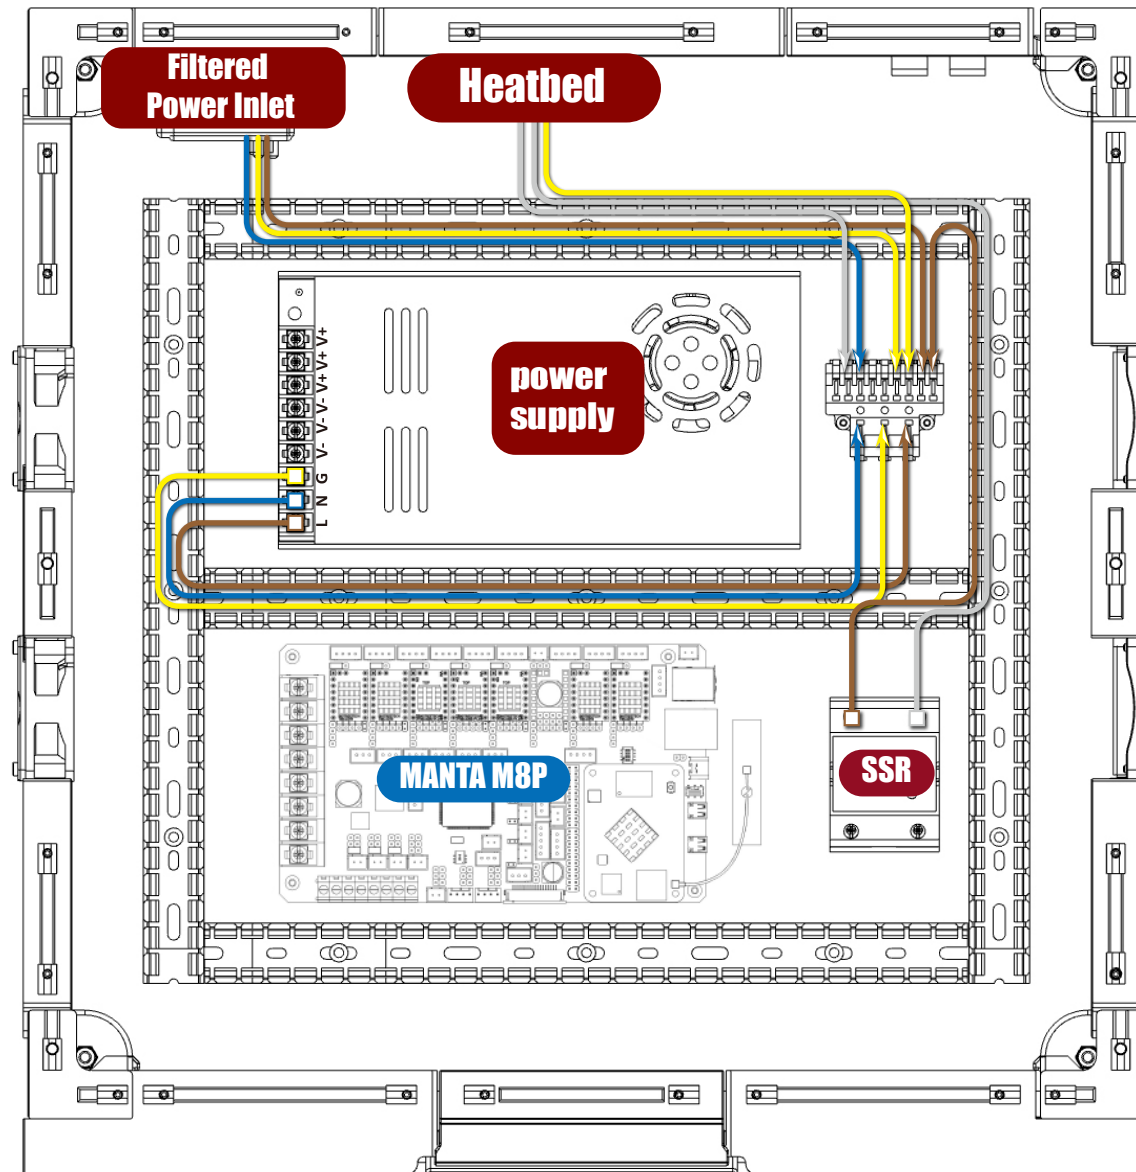 Filtered
Power Inlet
Heatbed
power
supply
V+
V+
V+
V-
V-
V-
G
N
L
MANTA M8P
SSR